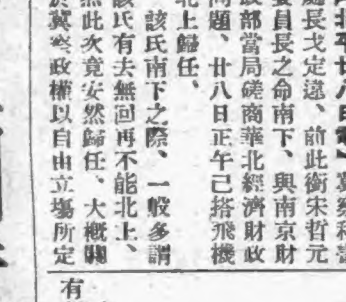 北平廿八日電】冀察秘書
處長戈定遠、前此銜宋哲元
委員長之命南下、與南京財
政部當局磋商華北經濟財政
問題、廿八日正午已搭飛機
北上歸任、
該氏南下之際、一般多謂
該氏有去無回再不能北上、
然此次竟安然歸任、大概關
於冀察政權以自由立場所定
有